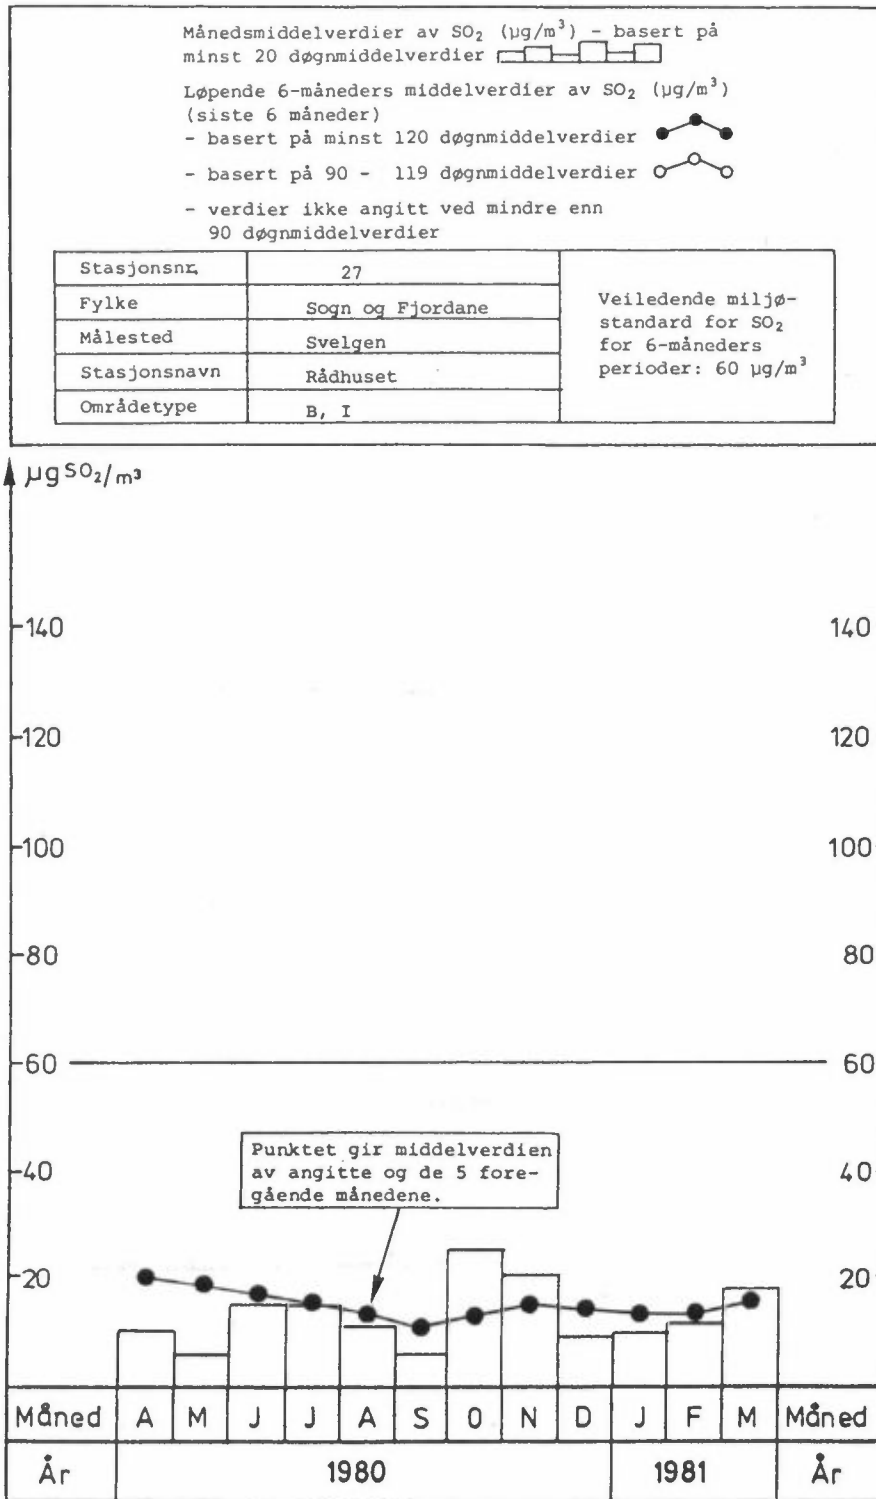 Månedsmiddelverdier av SO₂ (µg/m³) - basert på
minst 20 døgnmiddelverdier
Løpende 6-måneders middelverdier av SO₂ (µg/m³)
(siste 6 måneder)
- basert på minst 120 døgnmiddelverdier
- basert på 90 - 119 døgnmiddelverdier
- verdier ikke angitt ved mindre enn
90 døgnmiddelverdier
Stasjonsnr. 27
Fylke Sogn og Fjordane
Målested Svelgen
Stasjonsnavn Rådhuset
Områdetype B, I
Veiledende miljø-
standard for SO₂
for 6-måneders
perioder: 60 µg/m³
µg SO₂/m³
140 140
120 120
100 100
80 80
60 60
Punktet gir middelverdien
av angitte og de 5 fore-
gående månedene.
40 40
20 20
Måned A M J J A S O N D J F M Måned
År 1980 1981 År